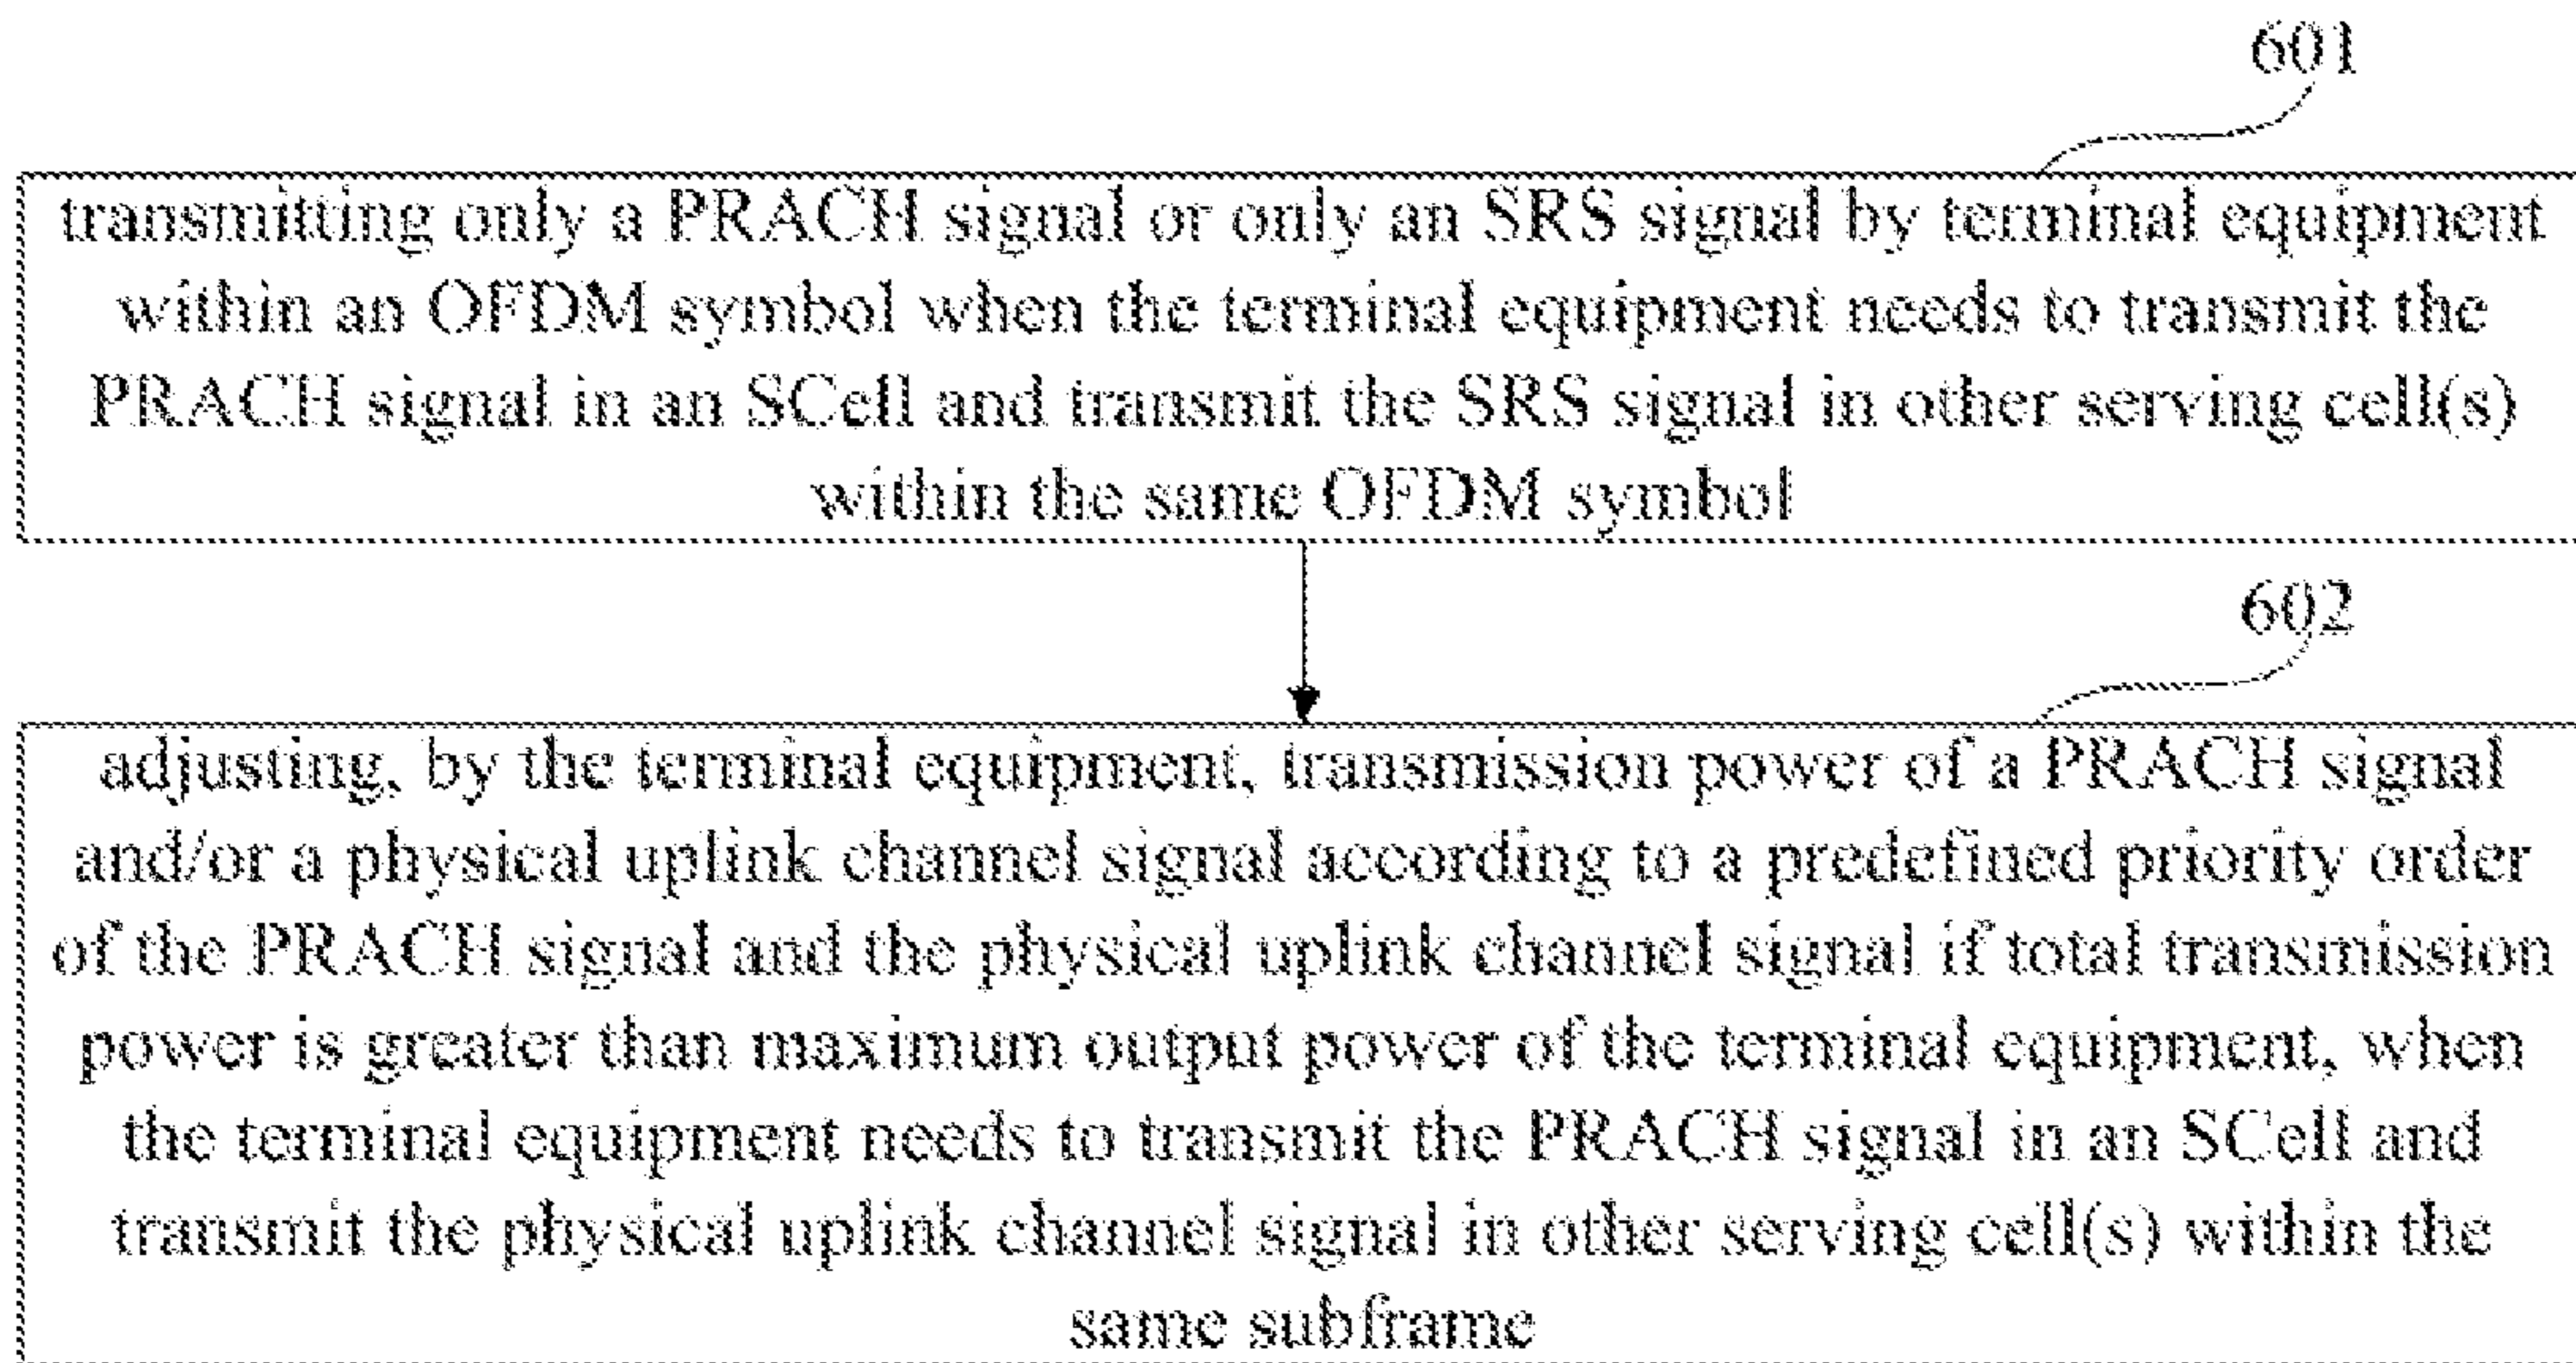 601
transmitting only a PRACH signal or only an SRS signal by terminal equipment
within an OFDM symbol when the terminal equipment needs to transmit the
PRACH signal in an SCell and transmit the SRS signal in other serving cell(s)
within the same OFDM symbol
602
adjusting, by the terminal equipment, transmission power of a PRACH signal
and/or a physical uplink channel signal according to a predefined priority order
of the PRACH signal and the physical uplink channel signal if total transmission
power is greater than maximum output power of the terminal equipment, when
the terminal equipment needs to transmit the PRACH signal in an SCell and
transmit the physical uplink channel signal in other serving cell(s) within the
same subframe